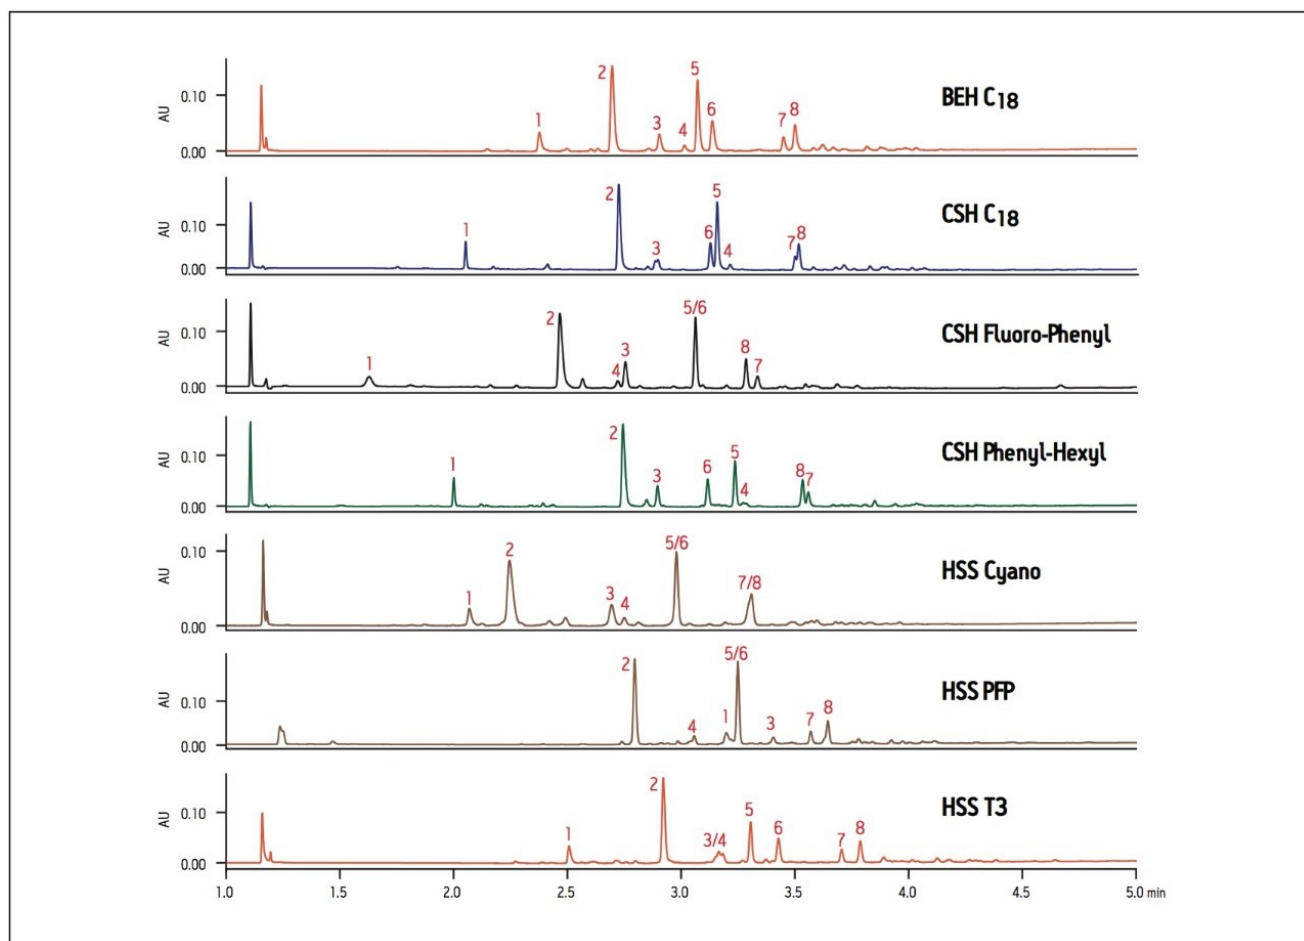 2 5
0.10 1 3 4 6 7 8 BEH C18
AU
0.00
2 5
0.10 1 3 6 4 7 8 CSH C18
AU
0.00
2 5/6
0.10 1 4 3 8 7 CSH Fluoro-Phenyl
AU
0.00
2
0.10 1 3 6 5 4 8 7 CSH Phenyl-Hexyl
AU
0.00
0.10 1 2 3 4 5/6 7/8 HSS Cyano
AU
0.00
2 5/6
0.10 4 1 3 7 8 HSS PFP
AU
0.00
2
0.10 1 3/4 5 6 7 8 HSS T3
AU
0.00
1.0 1.5 2.0 2.5 3.0 3.5 4.0 4.5 5.0 min